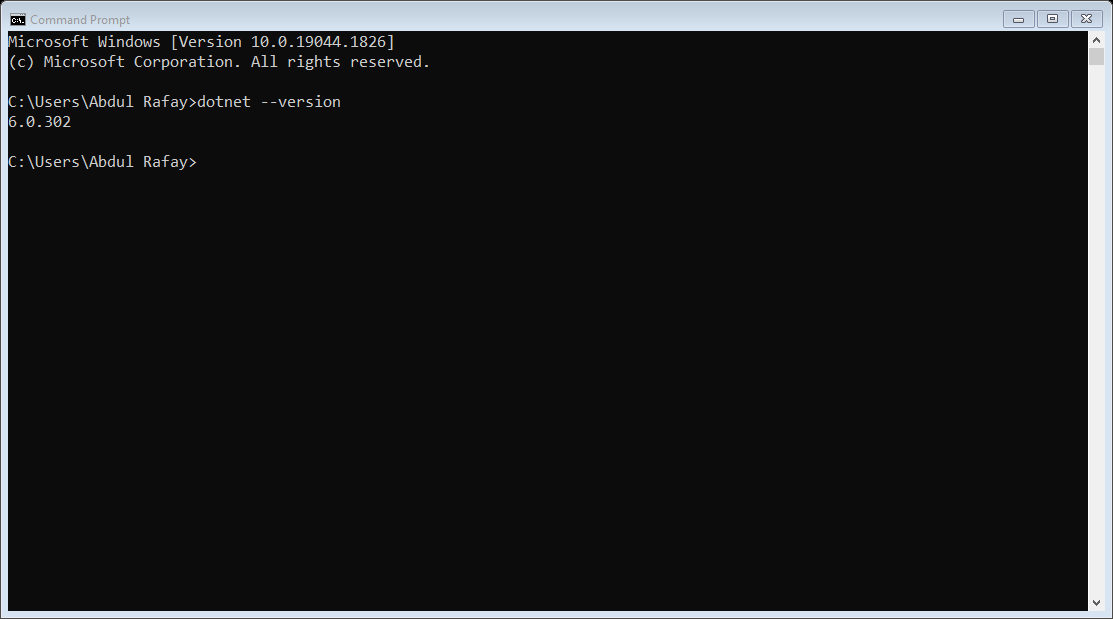 Command Prompt
Microsoft Windows [Version 10.0.19044.1826]
(c) Microsoft Corporation. All rights reserved.
C:\Users\Abdul Rafay>dotnet --version
6.0.302
C:\Users\Abdul Rafay>